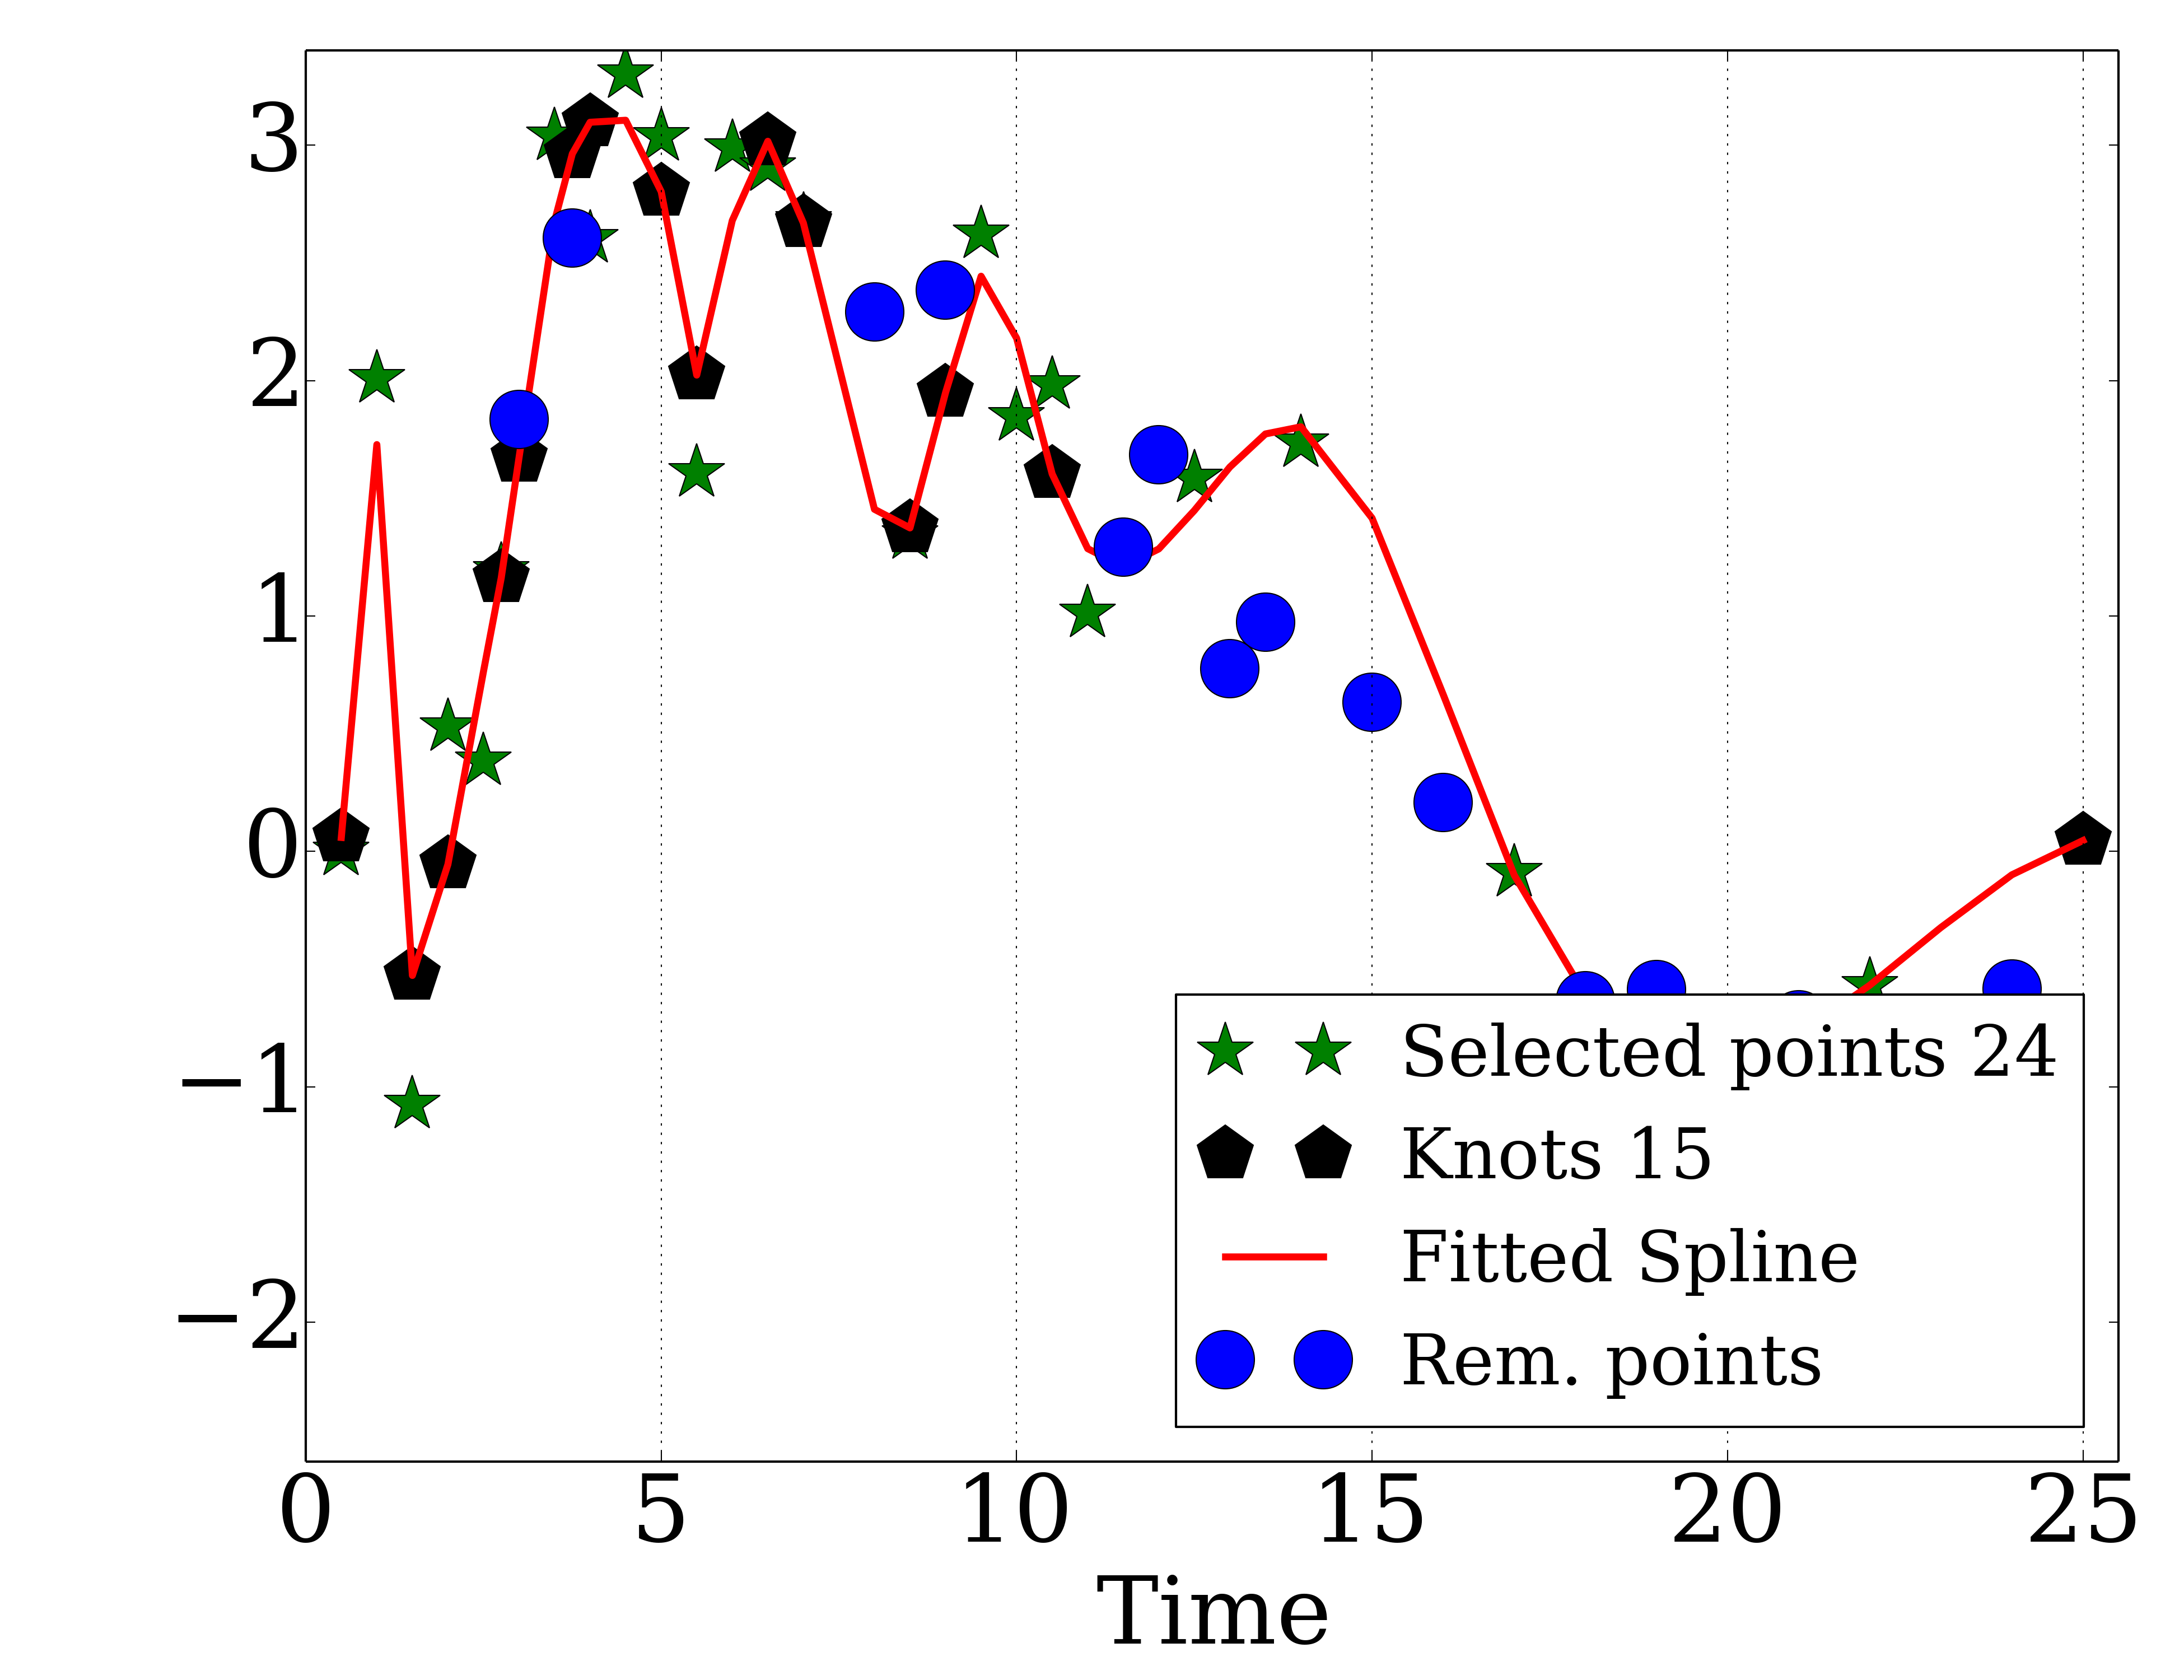 3
2
1
0
−1
−2
0 5 10 15 20 25
Time
Selected points 24
Knots 15
Fitted Spline
Rem. points